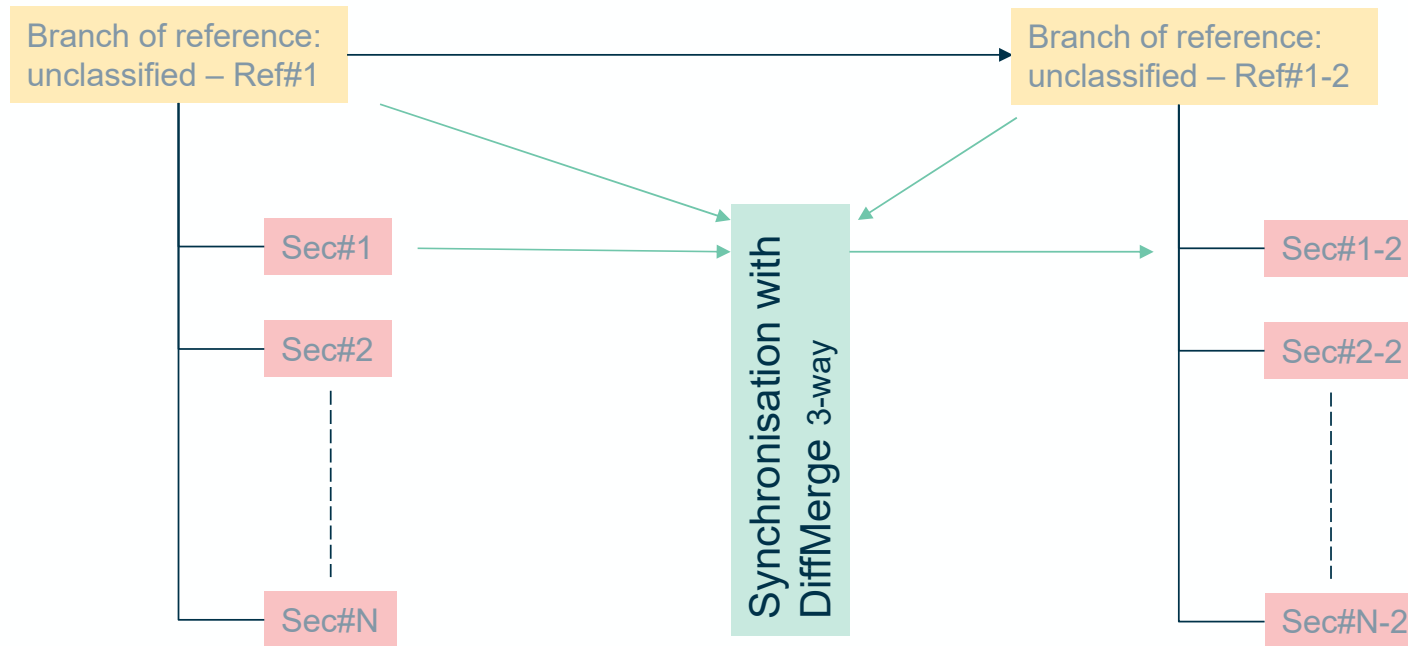 Branch of reference:
unclassified – Ref#1
Branch of reference:
unclassified – Ref#1-2
Sec#1
Sec#2
Sec#N
Synchronisation with
DiffMerge 3-way
Sec#1-2
Sec#2-2
Sec#N-2